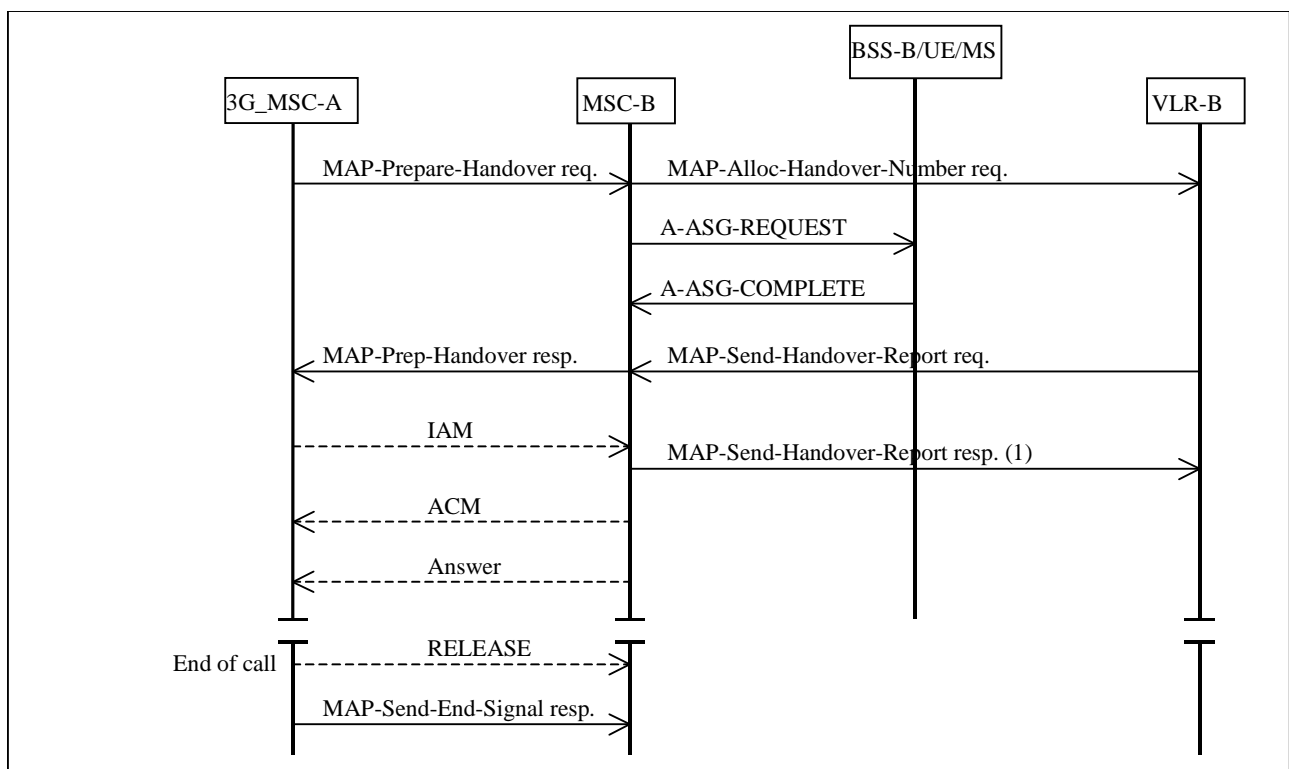 BSS-B/UE/MS
3G_MSC-A
MSC-B
VLR-B
MAP-Prepare-Handover req.
MAP-Alloc-Handover-Number req.
A-ASG-REQUEST
A-ASG-COMPLETE
MAP-Prep-Handover resp.
MAP-Send-Handover-Report req.
IAM
MAP-Send-Handover-Report resp. (1)
ACM
Answer
RELEASE
End of call
MAP-Send-End-Signal resp.